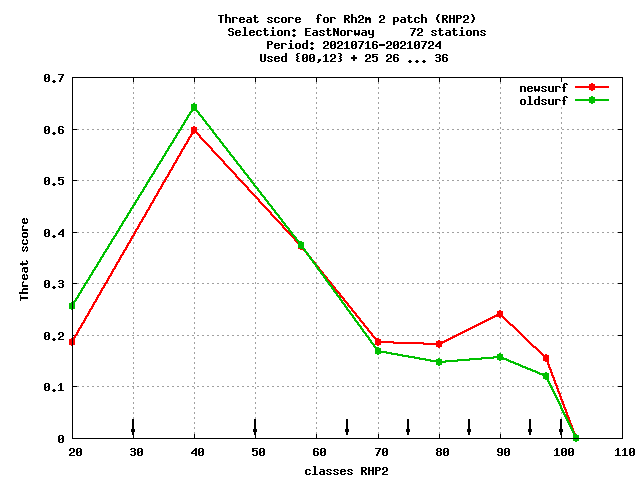 Threat score  for Rh2m 2 patch (RHP2)
Selection: EastNorway     72 stations
Period: 20210716-20210724
Used {00,12} + 25 26 ... 36
newsurf
oldsurf
0.7
0.6
0.5
0.4
0.3
0.2
0.1
0
Threat score
20 30 40 50 60 70 80 90 100 110
classes RHP2